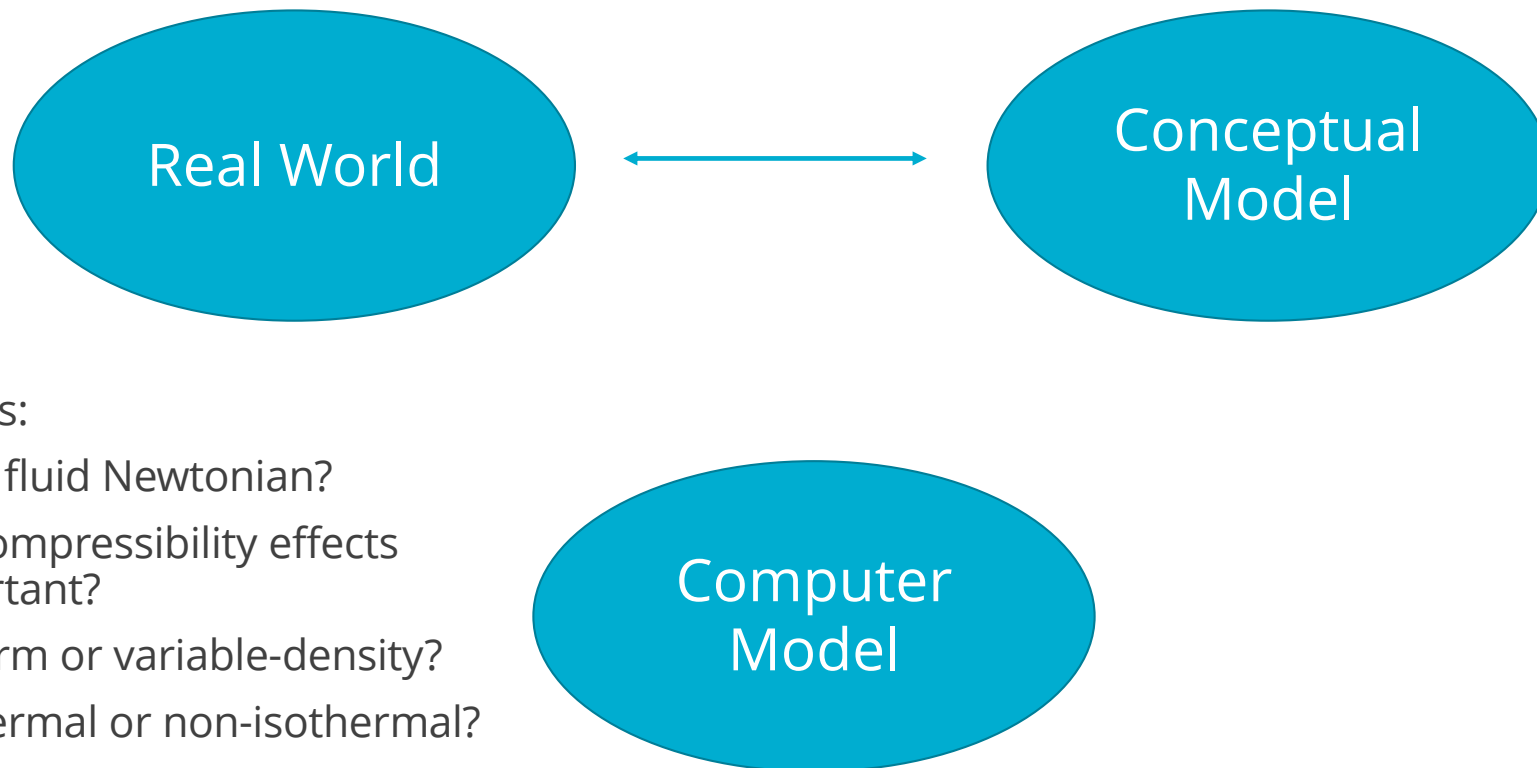 Real World
Conceptual
Model
s:
fluid Newtonian?
ompressibility effects
rtant?
rm or variable-density?
ermal or non-isothermal?
Computer
Model